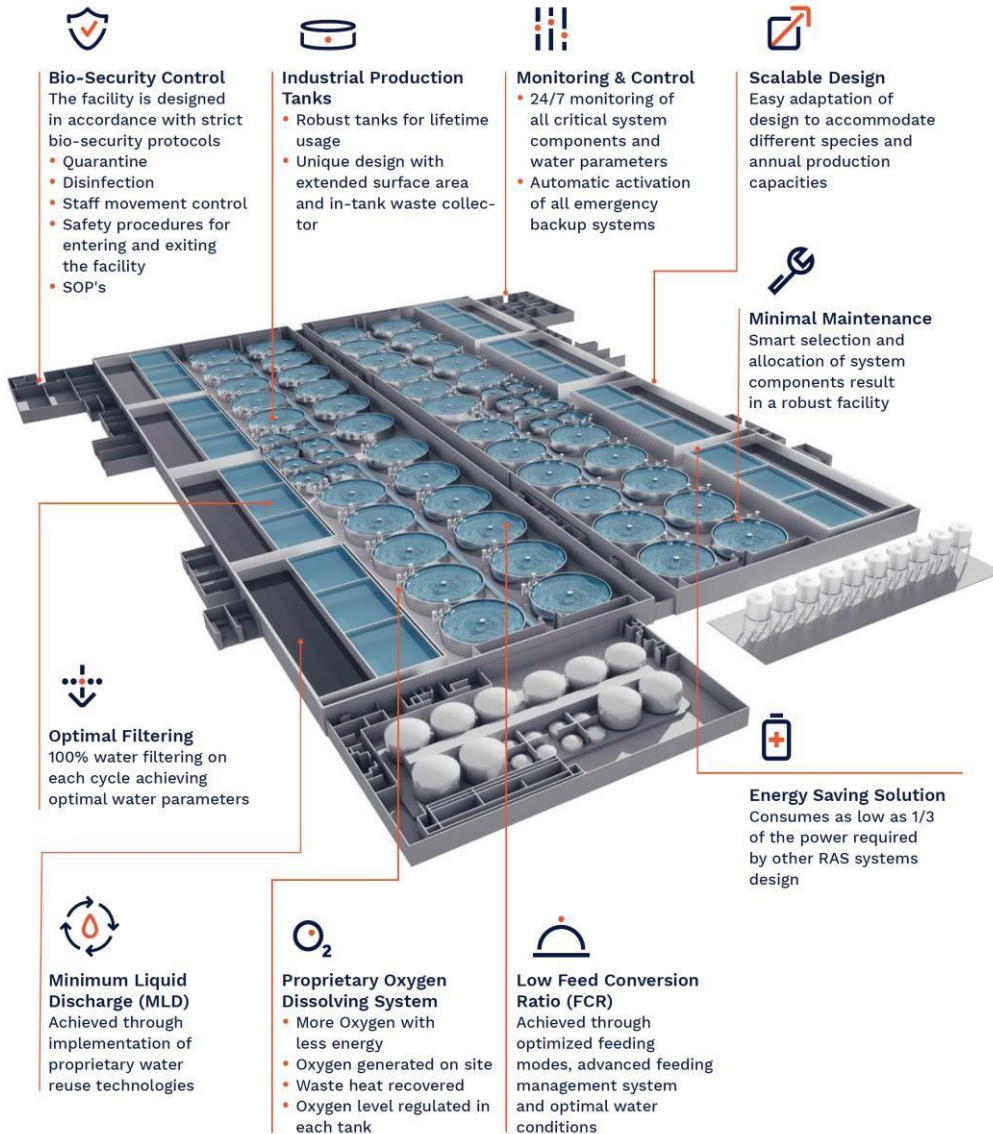 Bio-Security Control
The facility is designed
in accordance with strict
bio-security protocols
• Quarantine
• Disinfection
• Staff movement control
• Safety procedures for
entering and exiting
the facility
• SOP's
Industrial Production
Tanks
• Robust tanks for lifetime
usage
• Unique design with
extended surface area
and in-tank waste collec-
tor
Monitoring & Control
• 24/7 monitoring of
all critical system
components and
water parameters
• Automatic activation
of all emergency
backup systems
Scalable Design
Easy adaptation of
design to accommodate
different species and
annual production
capacities
Minimal Maintenance
Smart selection and
allocation of system
components result
in a robust facility
Optimal Filtering
100% water filtering on
each cycle achieving
optimal water parameters
Energy Saving Solution
Consumes as low as 1/3
of the power required
by other RAS systems
design
Minimum Liquid
Discharge (MLD)
Achieved through
implementation of
proprietary water
reuse technologies
O2
Proprietary Oxygen
Dissolving System
• More Oxygen with
less energy
• Oxygen generated on site
• Waste heat recovered
• Oxygen level regulated in
each tank
Low Feed Conversion
Ratio (FCR)
Achieved through
optimized feeding
modes, advanced feeding
management system
and optimal water
conditions